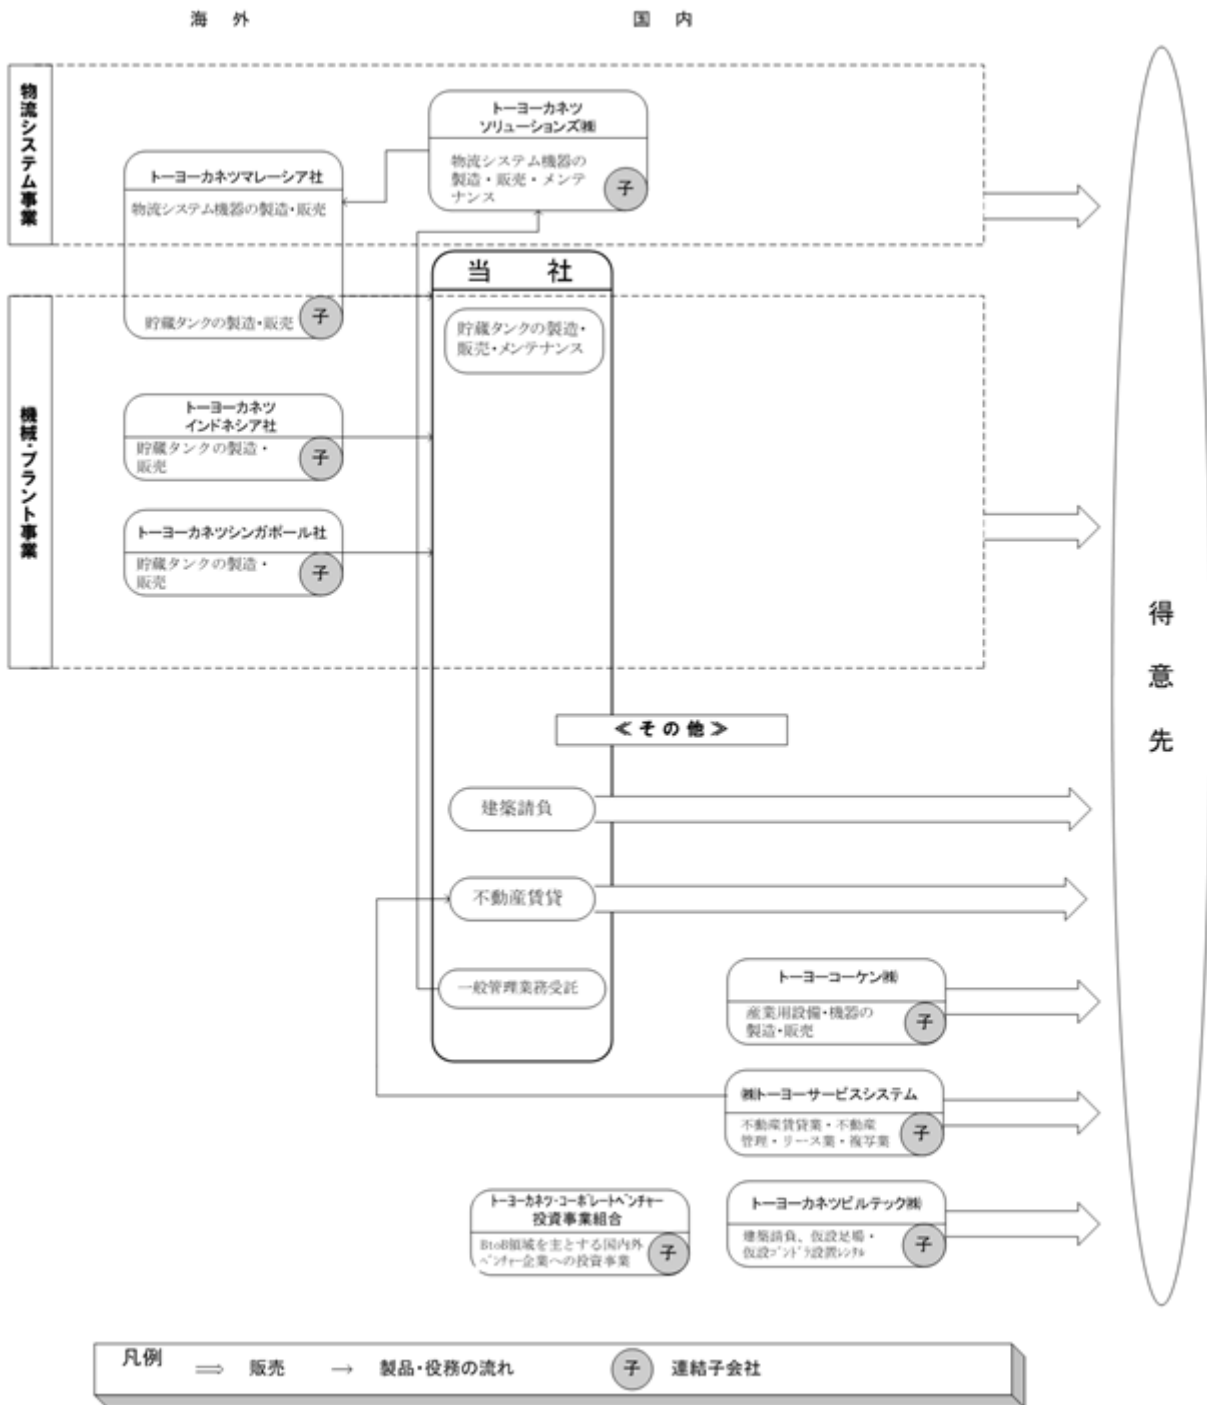 海 外
国 内
物流システム事業
トーヨーカネツ
ソリューションズ㈱
物流システム機器の
製造・販売・メンテ
ナンス
子
トーヨーカネツマレーシア社
物流システム機器の製造・販売
貯蔵タンクの製造・販売
子
当 社
貯蔵タンクの製造・
販売・メンテナンス
機械・プラント事業
トーヨーカネツ
インドネシア社
貯蔵タンクの製造・
販売
子
トーヨーカネツシンガポール社
貯蔵タンクの製造・
販売
子
得意先
≪その他≫
建築請負
不動産賃貸
一般管理業務受託
トーヨーコーケン㈱
産業用設備・機器の
製造・販売
子
㈱トーヨーサービスシステム
不動産賃貸業・不動産
管理・リース業・複写業
子
トーヨーカネツ・コーポレートベンチャー
投資事業組合
BtoB領域を主とする国内外
ベンチャー企業への投資事業
子
トーヨーカネツビルテック㈱
建築請負、仮設足場・
仮設ゴンドラ設置レンタル
子
凡例 ⇒ 販売 → 製品・役務の流れ 子 連結子会社